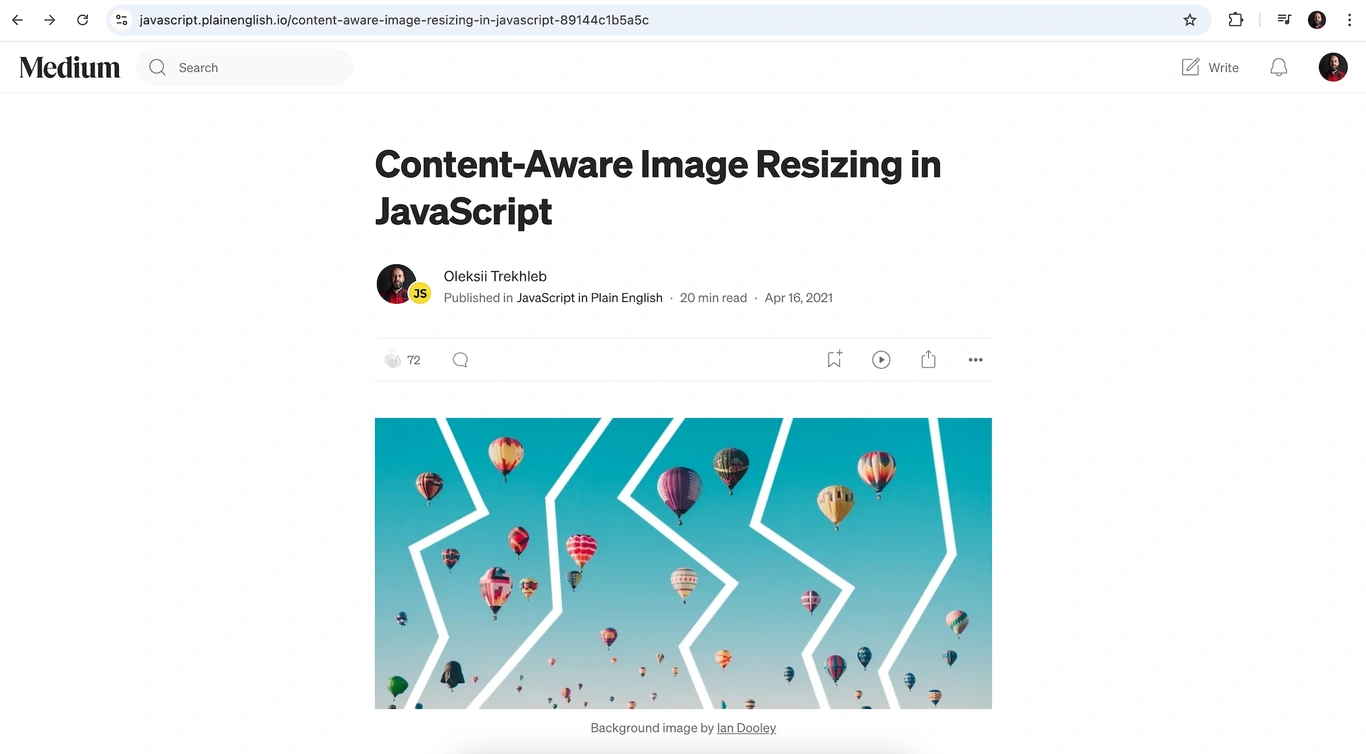 javascript.plainenglish.io/content-aware-image-resizing-in-javascript-89144c1b5a5c
Medium
Search
Write
Content-Aware Image Resizing in
JavaScript
JS
Oleksii Trekhleb
Published in JavaScript in Plain English · 20 min read · Apr 16, 2021
72
Background image by Ian Dooley